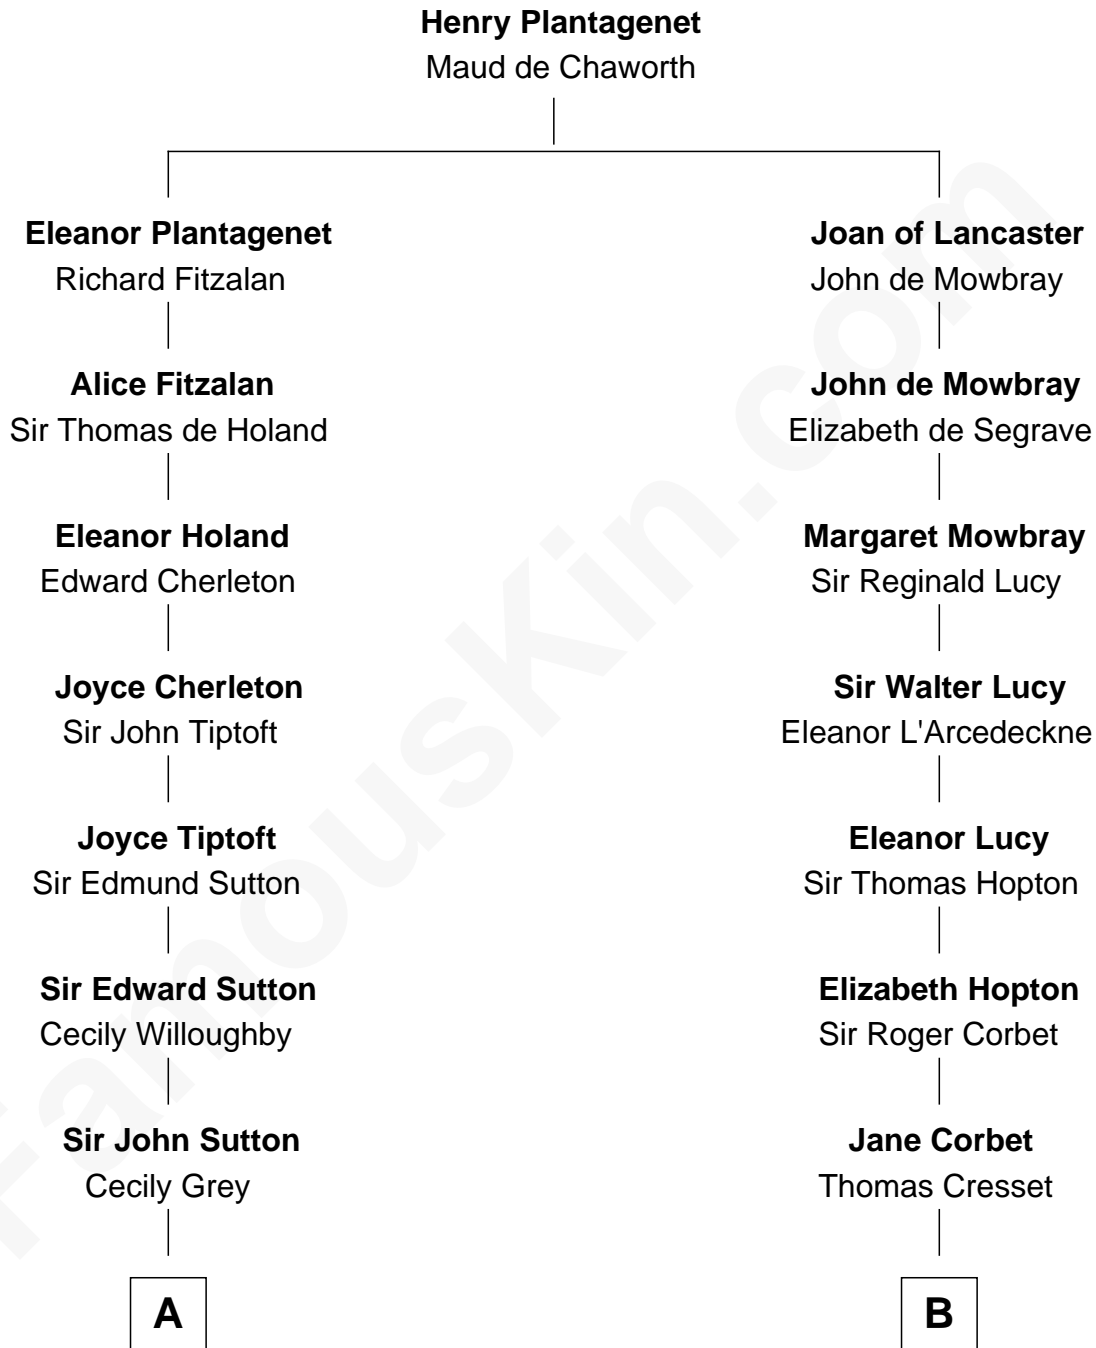 Henry Plantagenet
Maud de Chaworth
Eleanor Plantagenet
Richard Fitzalan
Joan of Lancaster
John de Mowbray
Alice Fitzalan
Sir Thomas de Holand
John de Mowbray
Elizabeth de Segrave
Eleanor Holand
Edward Cherleton
Margaret Mowbray
Sir Reginald Lucy
Joyce Cherleton
Sir John Tiptoft
Sir Walter Lucy
Eleanor L'Arcedeckne
Joyce Tiptoft
Sir Edmund Sutton
Eleanor Lucy
Sir Thomas Hopton
Sir Edward Sutton
Cecily Willoughby
Elizabeth Hopton
Sir Roger Corbet
Sir John Sutton
Cecily Grey
Jane Corbet
Thomas Cresset
A
B
FamousKin.com